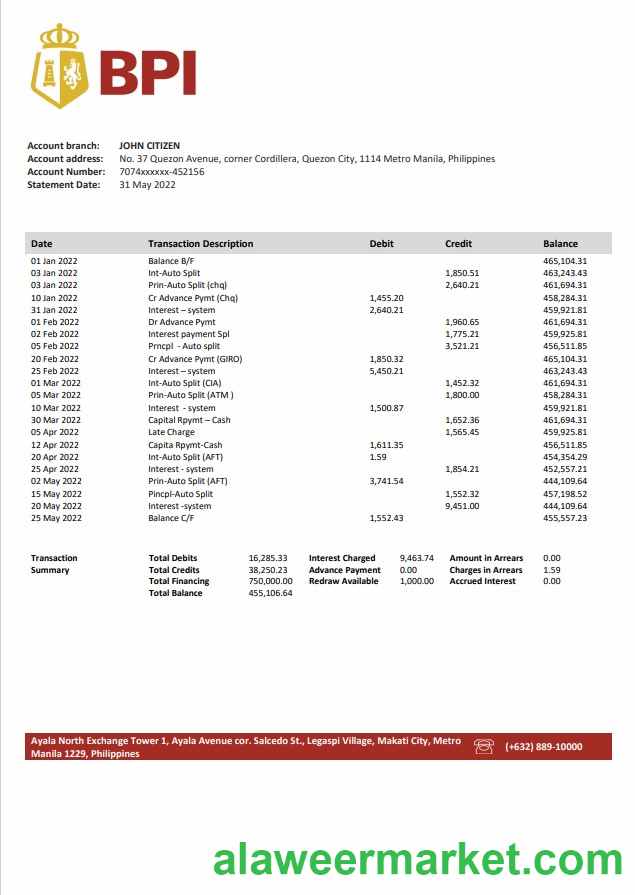 BPI
Account branch: JOHN CITIZEN
Account address: No. 37 Quezon Avenue, corner Cordillera, Quezon City, 1114 Metro Manila, Philippines
Account Number: 7074xxxxxx-452156
Statement Date: 31 May 2022
Date Transaction Description Debit Credit Balance
01 Jan 2022 Balance B/F 465,104.31
03 Jan 2022 Int-Auto Split 1,850.51 463,243.43
03 Jan 2022 Prin-Auto Split (chq) 2,640.21 461,694.31
10 Jan 2022 Cr Advance Pymt (Chq) 1,455.20 458,284.31
31 Jan 2022 Interest – system 2,640.21 459,921.81
01 Feb 2022 Dr Advance Pymt 1,960.65 461,694.31
02 Feb 2022 Interest payment Spl 1,775.21 459,925.81
05 Feb 2022 Prncpl - Auto split 3,521.21 456,511.85
20 Feb 2022 Cr Advance Pymt (GIRO) 1,850.32 465,104.31
25 Feb 2022 Interest – system 5,450.21 463,243.43
01 Mar 2022 Int-Auto Split (CIA) 1,452.32 461,694.31
05 Mar 2022 Prin-Auto Split (ATM ) 1,800.00 458,284.31
10 Mar 2022 Interest - system 1,500.87 459,921.81
30 Mar 2022 Capital Rpymt – Cash 1,652.36 461,694.31
05 Apr 2022 Late Charge 1,565.45 459,925.81
12 Apr 2022 Capita Rpymt-Cash 1,611.35 456,511.85
20 Apr 2022 Int-Auto Split (AFT) 1.59 454,354.29
25 Apr 2022 Interest - system 1,854.21 452,557.21
02 May 2022 Prin-Auto Split (AFT) 3,741.54 444,109.64
15 May 2022 Pincpl-Auto Split 1,552.32 457,198.52
20 May 2022 Interest -system 9,451.00 444,109.64
25 May 2022 Balance C/F 1,552.43 455,557.23
Transaction Total Debits 16,285.33 Interest Charged 9,463.74 Amount in Arrears 0.00
Summary Total Credits 38,250.23 Advance Payment 0.00 Charges in Arrears 1.59
Total Financing 750,000.00 Redraw Available 1,000.00 Accrued Interest 0.00
Total Balance 455,106.64
Ayala North Exchange Tower 1, Ayala Avenue cor. Salcedo St., Legaspi Village, Makati City, Metro
Manila 1229, Philippines
(+632) 889-10000
alaweermarket.com